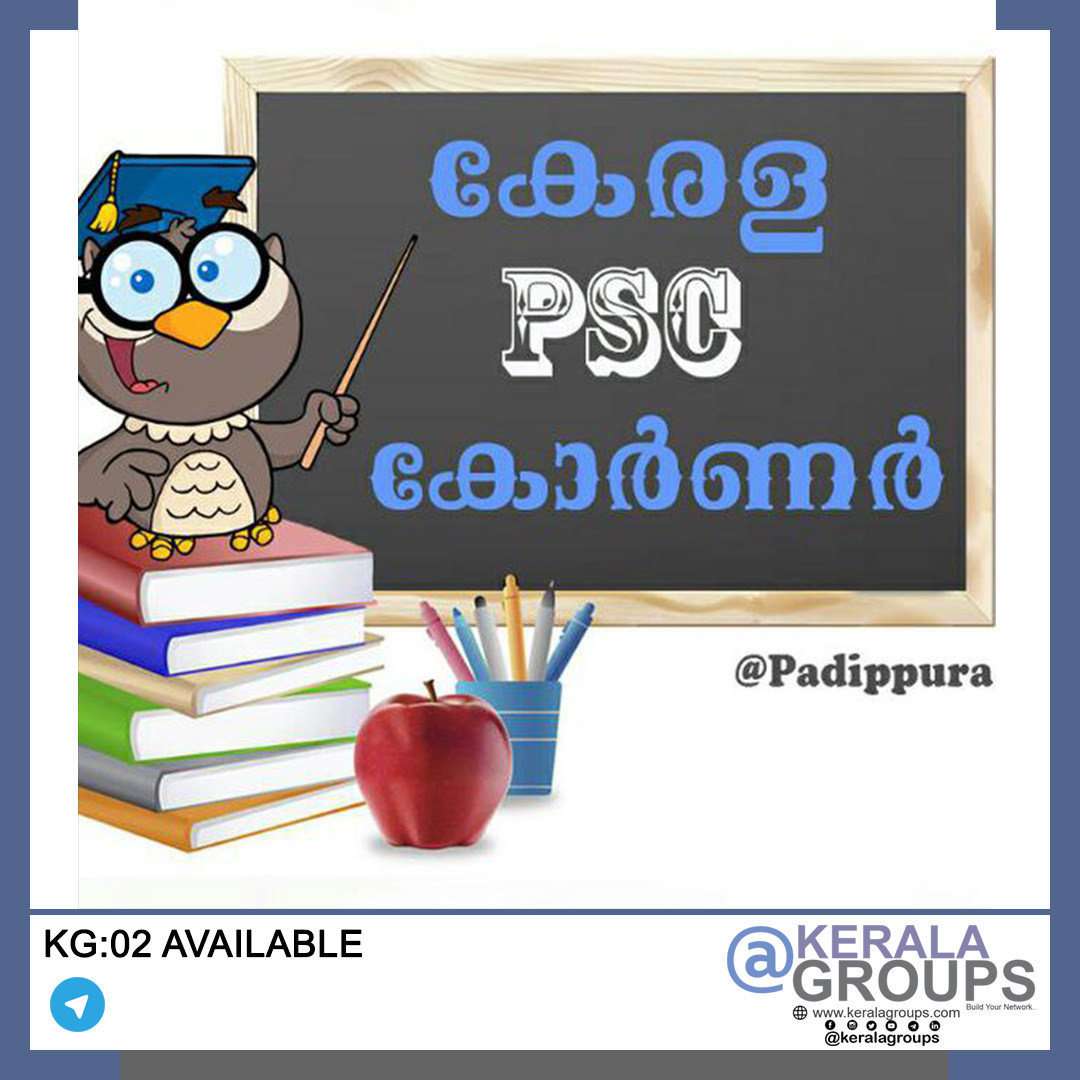 കേരള
PSC
കോർണർ
@Padippura
KG:02 AVAILABLE
@KERALA
GROUPS
Build Your Network..
www.keralagroups.com
@keralagroups